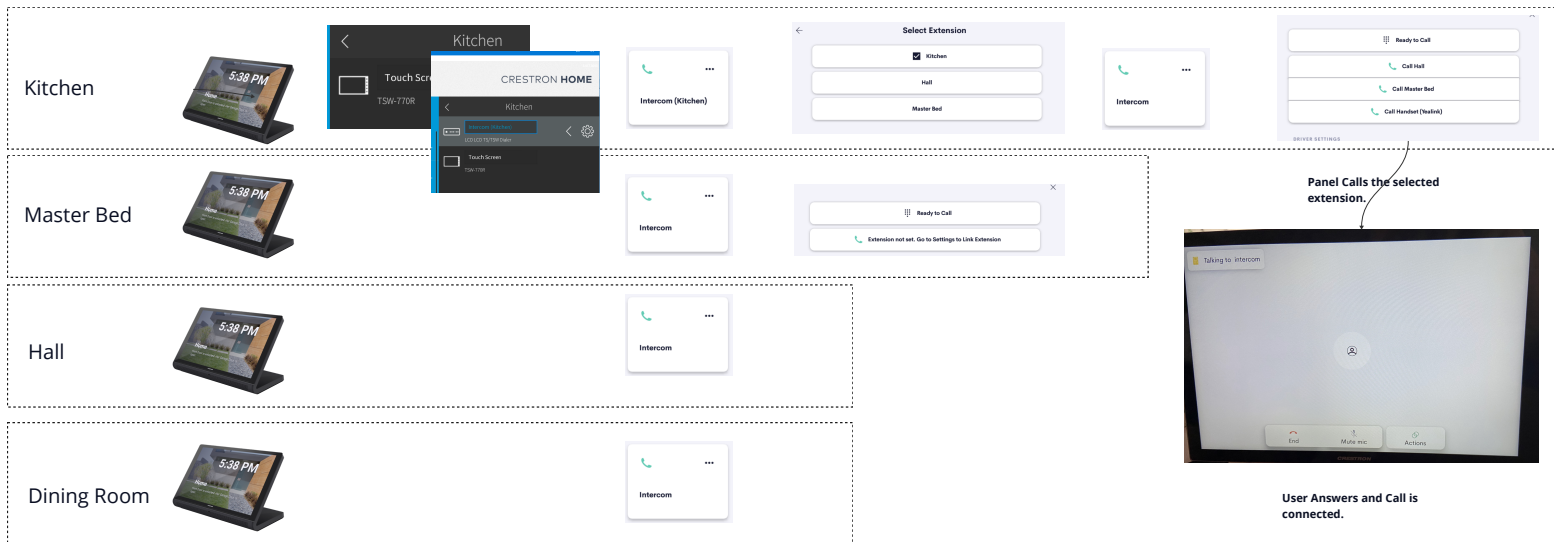 Kitchen
5:38 PM
Home
Kitchen
Touch Scre
TSW-770R
CRESTRON HOME
Kitchen
Intercom (Kitchen)
LCD LCD TS/TSW Dialer
Touch Screen
TSW-770R
Intercom (Kitchen)
Select Extension
Kitchen
Hall
Master Bed
Intercom
Ready to Call
Call Hall
Call Master Bed
Call Handset (Yealink)
DRIVER SETTINGS
Master Bed
5:38 PM
Home
Intercom
Ready to Call
Extension not set. Go to Settings to Link Extension
Panel Calls the selected
extension.
Talking to intercom
End
Mute mic
Actions
CRESTRON
User Answers and Call is
connected.
Hall
5:38 PM
Home
Intercom
Dining Room
5:38 PM
Home
Intercom